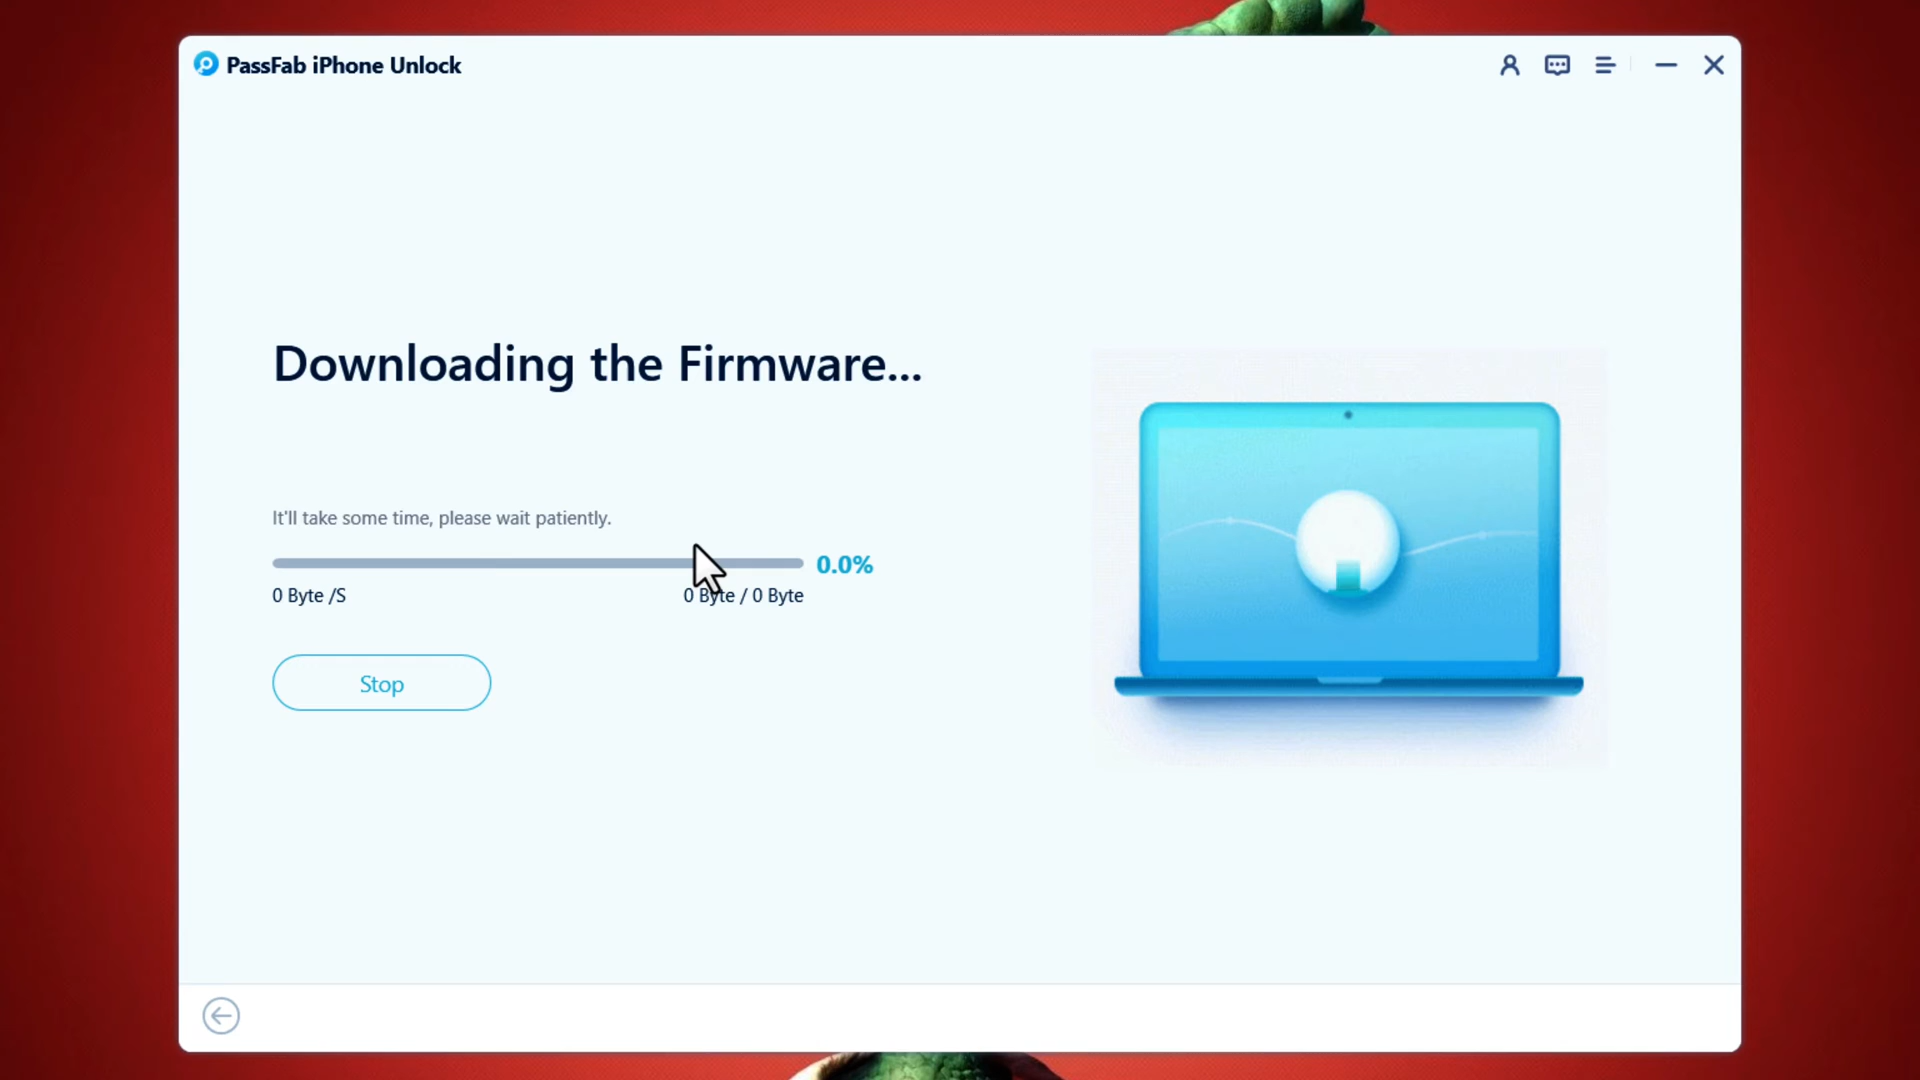 PassFab iPhone Unlock
Downloading the Firmware...
It'll take some time, please wait patiently.
0.0%
0 Byte /S
0 Byte / 0 Byte
Stop